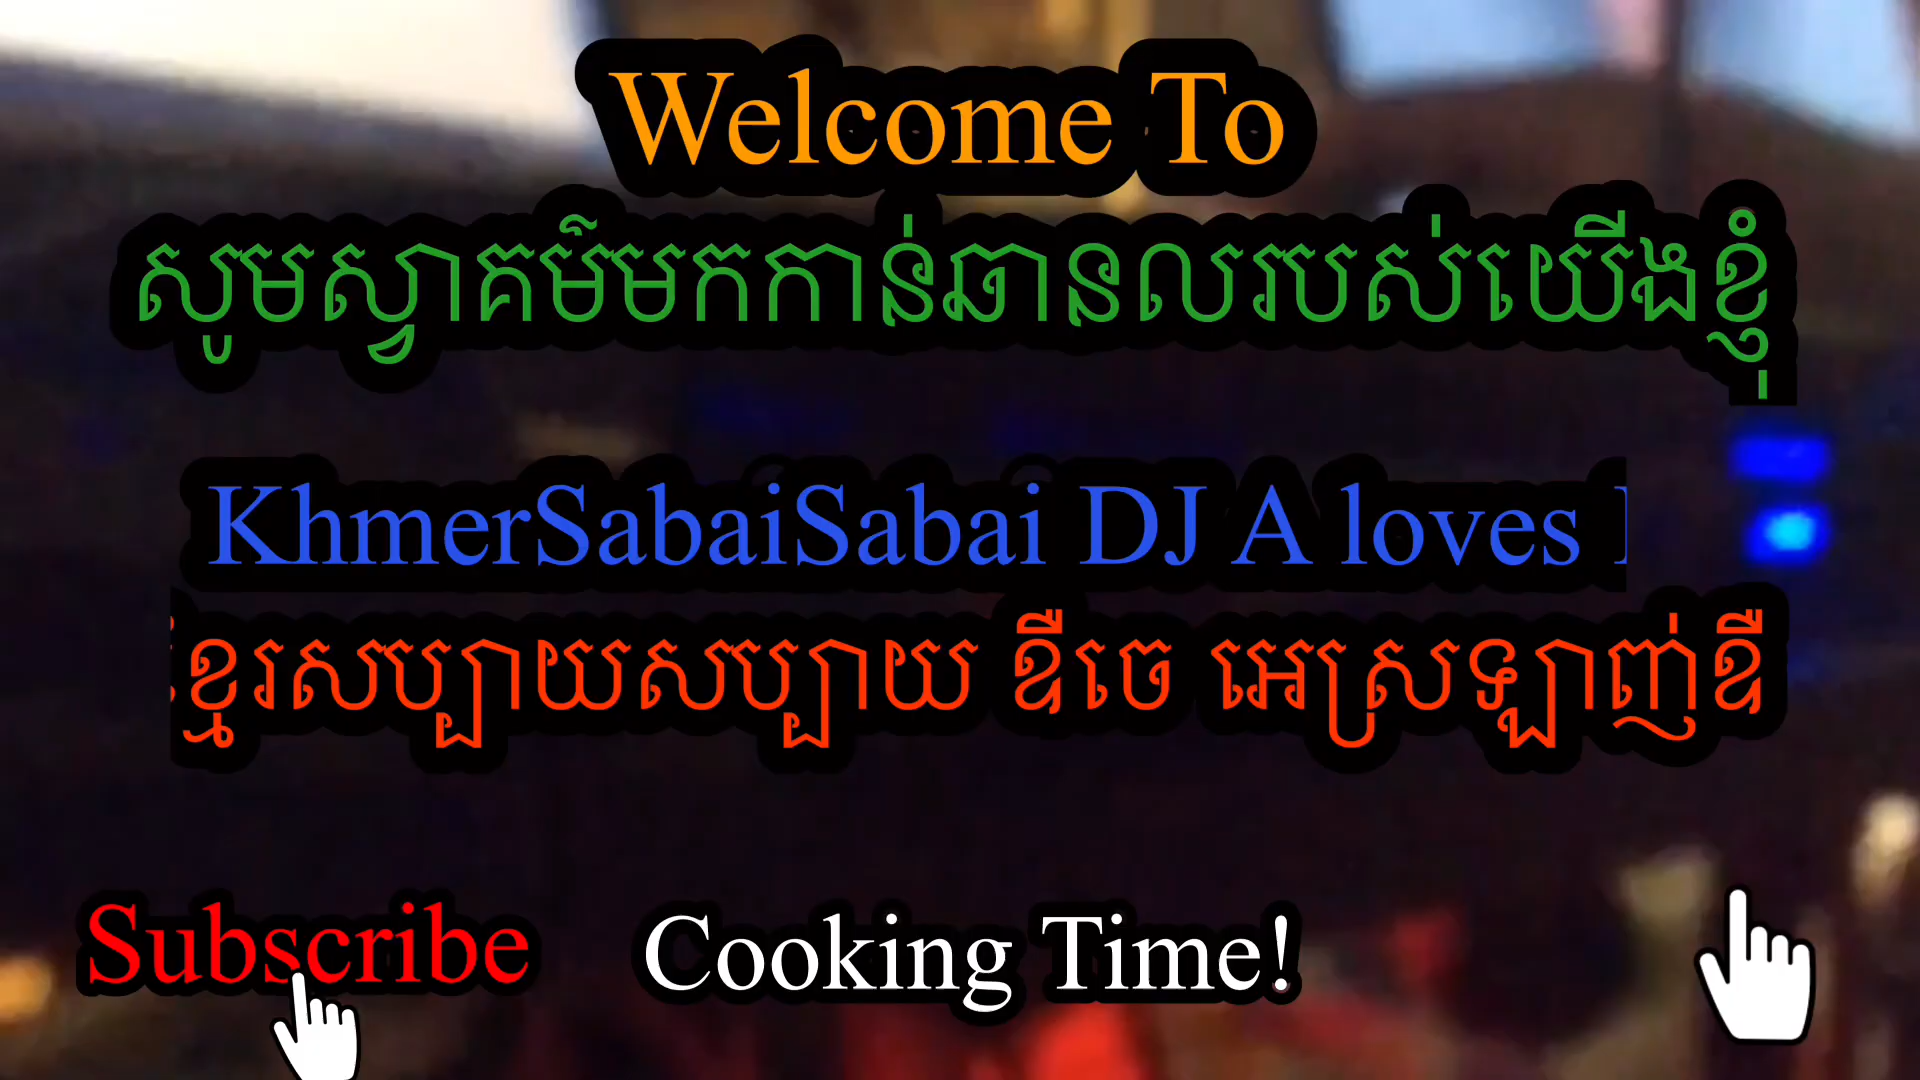 Welcome To
សូមស្វាគមន៍មកកាន់ឆានលរបស់យើងខ្ញុំ
KhmerSabaiSabai DJ A loves
ខ្មែរសប្បាយសប្បាយ ឌីចេ អេស្រឡាញ់ឌី
Subscribe
Cooking Time!